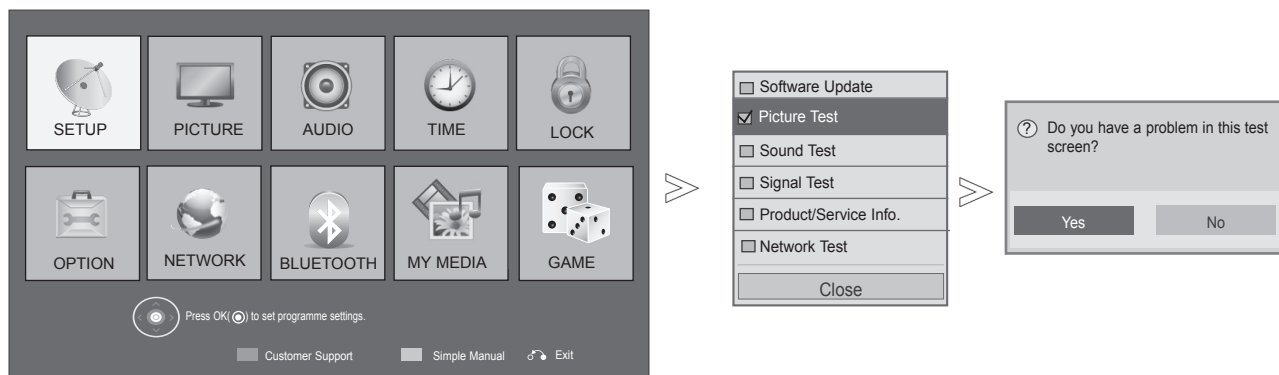 SETUP
PICTURE
AUDIO
TIME
LOCK
OPTION
NETWORK
BLUETOOTH
MY MEDIA
GAME
Press OK(◉) to set programme settings.
Customer Support
Simple Manual
Exit
Software Update
Picture Test
Sound Test
Signal Test
Product/Service Info.
Network Test
Close
? Do you have a problem in this test
screen?
Yes
No